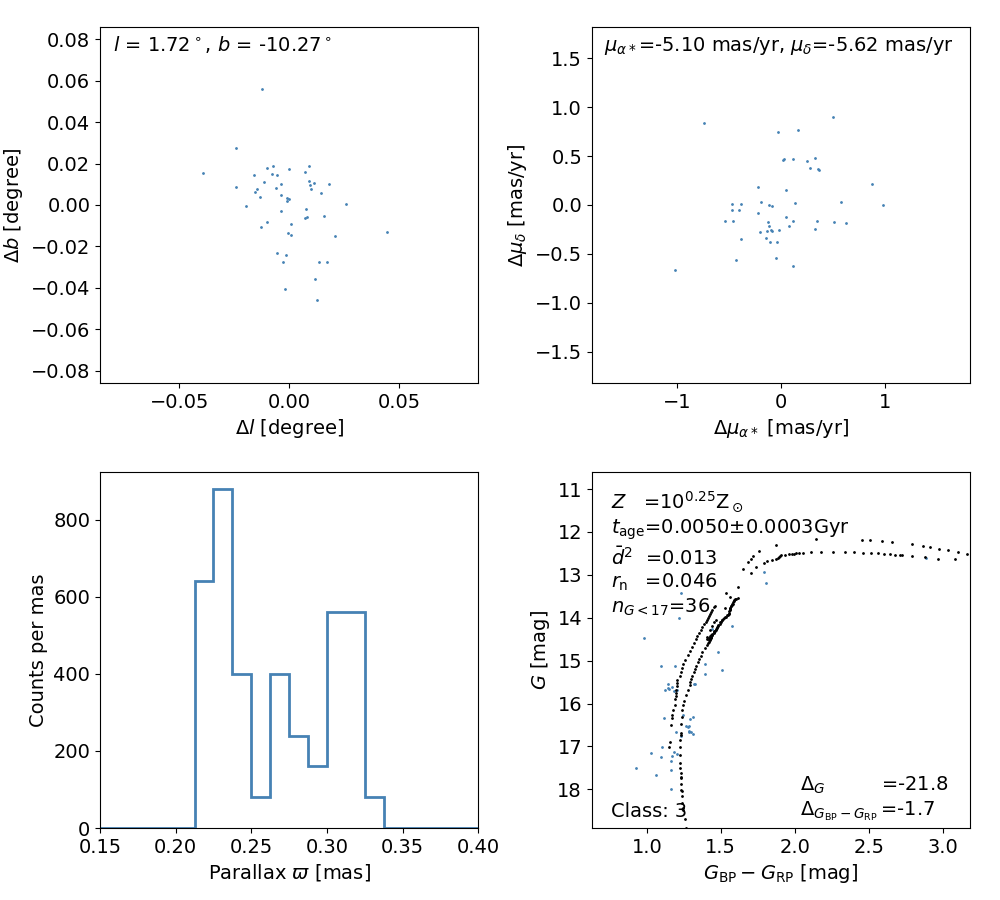 l = 1.72°, b = -10.27°
0.08
0.06
0.04
0.02
0.00
−0.02
−0.04
−0.06
−0.08
Δb [degree]
−0.05 0.00 0.05
Δl [degree]
μα∗=-5.10 mas/yr, μδ=-5.62 mas/yr
1.5
1.0
0.5
0.0
−0.5
−1.0
−1.5
Δμδ [mas/yr]
−1 0 1
Δμα∗ [mas/yr]
800
600
400
200
0
Counts per mas
0.15 0.20 0.25 0.30 0.35 0.40
Parallax ϖ [mas]
Z =10^0.25 Z⊙
t_age=0.0050±0.0003Gyr
d̄² =0.013
r_n =0.046
n_G<17=36
11
12
13
14
15
16
17
18
G [mag]
Δ_G =-21.8
Class: 3 Δ_GBP−GRP=-1.7
1.0 1.5 2.0 2.5 3.0
G_BP − G_RP [mag]